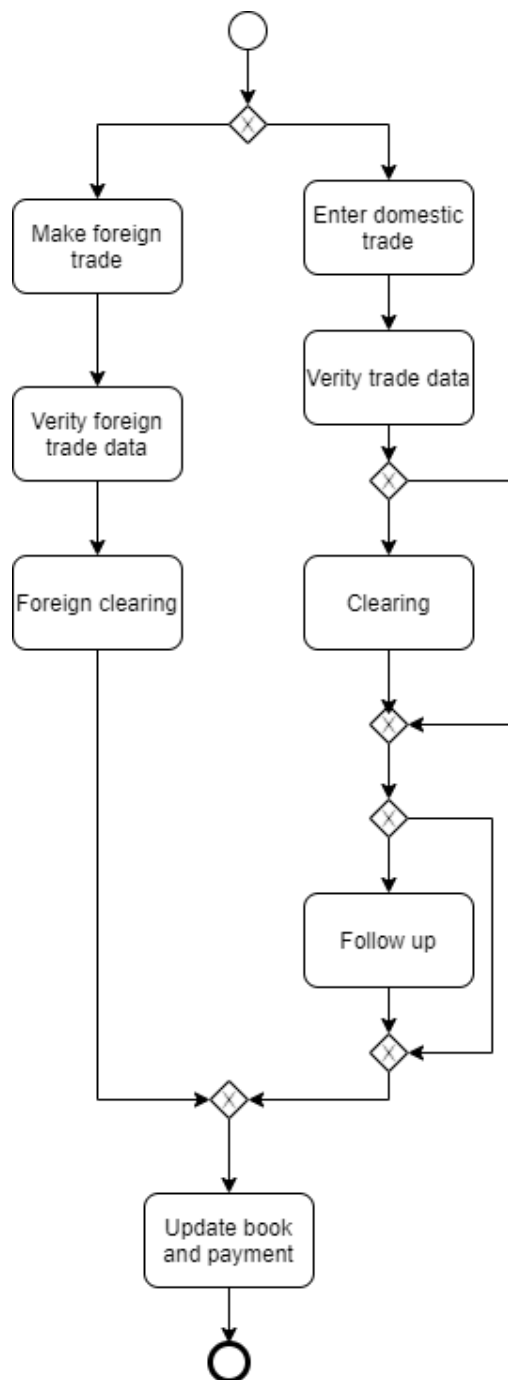 Make foreign
trade
Enter domestic
trade
Verity trade data
Verity foreign
trade data
Foreign clearing
Clearing
Follow up
Update book
and payment